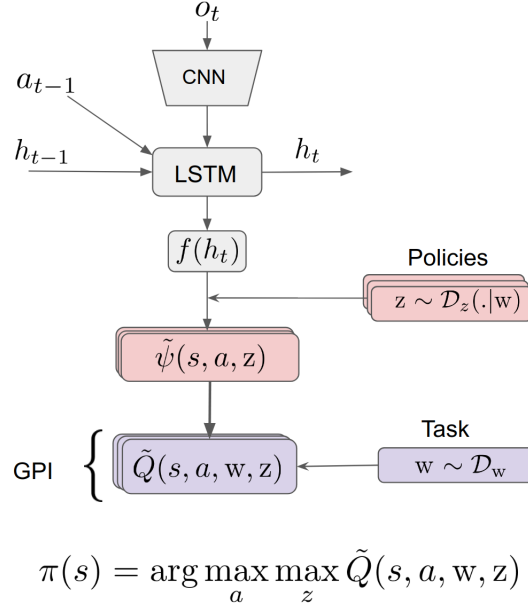 o_t
CNN
a_{t-1}
h_{t-1}
h_t
LSTM
f(h_t)
Policies
z ∼ 𝒟_z(.|w)
ψ̃(s, a, z)
Task
GPI
Q̃(s, a, w, z)
w ∼ 𝒟_w
π(s) = arg max_a max_z Q̃(s, a, w, z)